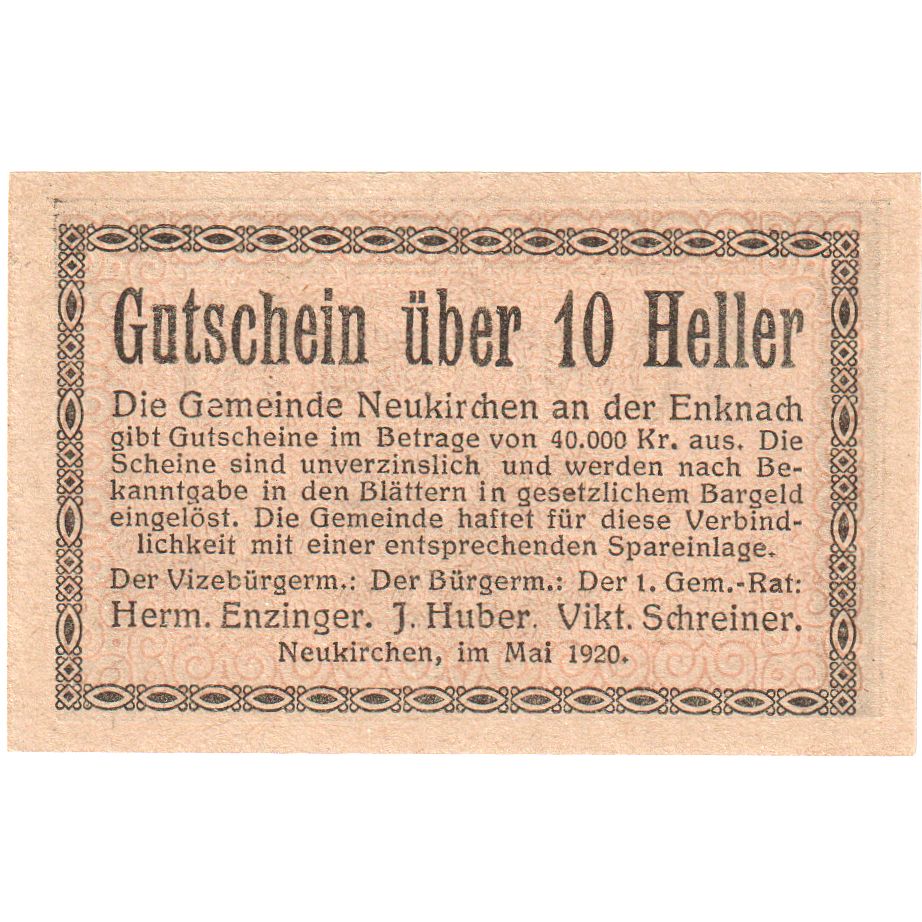 Gutschein über 10 Heller
Die Gemeinde Neukirchen an der Enknach
gibt Gutscheine im Betrage von 40.000 Kr. aus. Die
Scheine sind unverzinslich und werden nach Be-
kanntgabe in den Blättern in gesetzlichem Bargeld
eingelöst. Die Gemeinde haftet für diese Verbind-
lichkeit mit einer entsprechenden Spareinlage.
Der Vizebürgerm.: Der Bürgerm.: Der 1. Gem.-Rat:
Herm. Enzinger. J. Huber. Vikt. Schreiner.
Neukirchen, im Mai 1920.